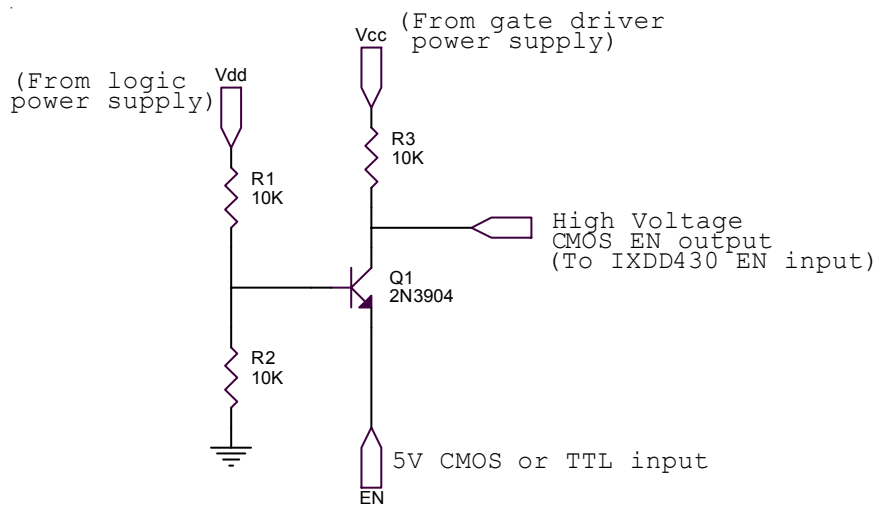 (From gate driver
power supply)
Vcc
(From logic
power supply)
Vdd
R3
10K
R1
10K
High Voltage
CMOS EN output
(To IXDD430 EN input)
Q1
2N3904
R2
10K
5V CMOS or TTL input
EN